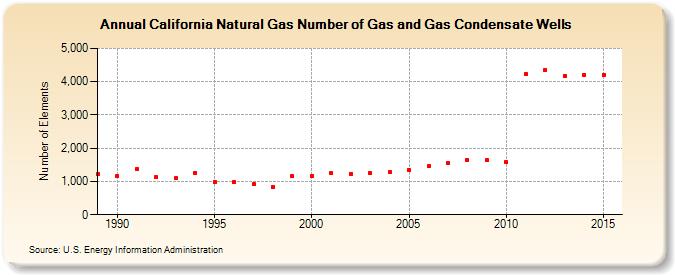 Annual California Natural Gas Number of Gas and Gas Condensate Wells
Number of Elements
5,000
4,000
3,000
2,000
1,000
0
1990 1995 2000 2005 2010 2015
Source: U.S. Energy Information Administration